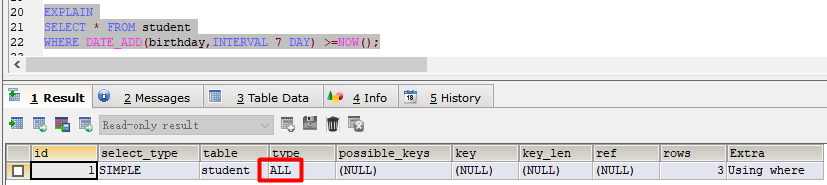 20 EXPLAIN
21 SELECT * FROM student
22 WHERE DATE_ADD(birthday,INTERVAL 7 DAY) >=NOW();
1 Result 2 Messages 3 Table Data 4 Info 5 History
Read-only result
id select_type table type possible_keys key key_len ref rows Extra
1 SIMPLE student ALL (NULL) (NULL) (NULL) (NULL) 3 Using where